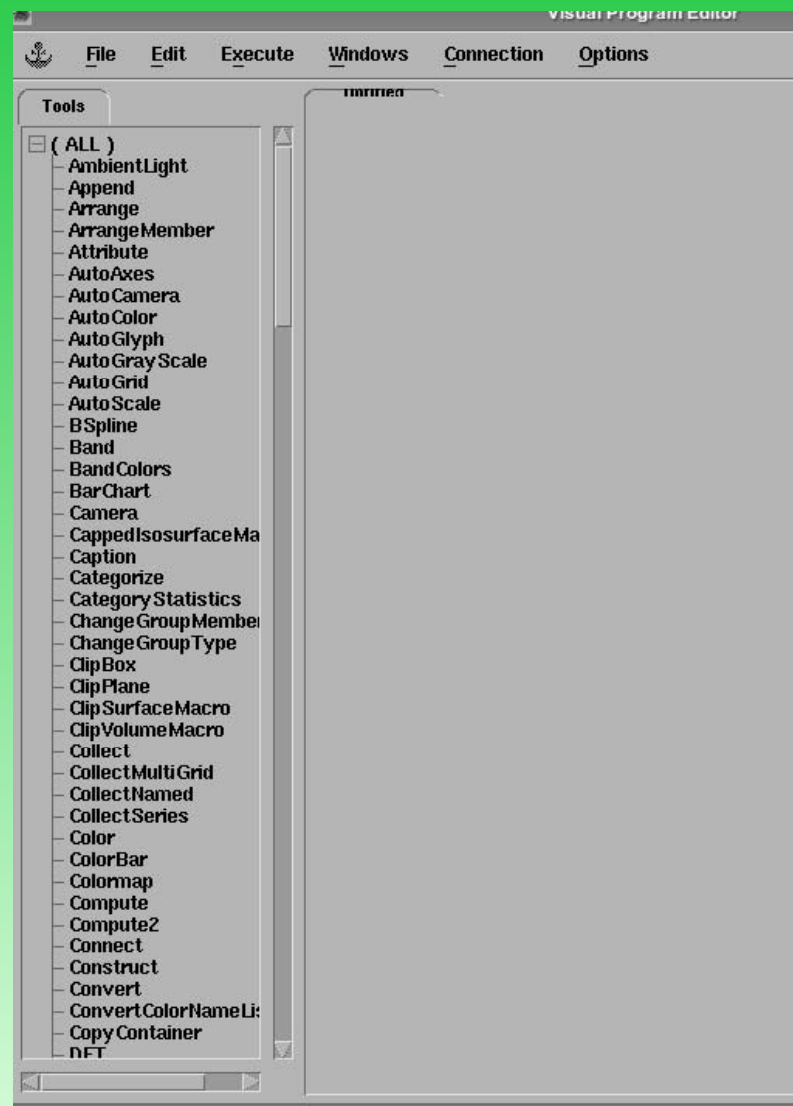 Visual Program Editor
File Edit Execute Windows Connection Options
Tools
Untitled
( ALL )
AmbientLight
Append
Arrange
ArrangeMember
Attribute
AutoAxes
AutoCamera
AutoColor
AutoGlyph
AutoGrayScale
AutoGrid
AutoScale
BSpline
Band
BandColors
BarChart
Camera
CappedIsosurfaceMa
Caption
Categorize
CategoryStatistics
ChangeGroupMember
ChangeGroupType
ClipBox
ClipPlane
ClipSurfaceMacro
ClipVolumeMacro
Collect
CollectMultiGrid
CollectNamed
CollectSeries
Color
ColorBar
Colormap
Compute
Compute2
Connect
Construct
Convert
ConvertColorNameLis
CopyContainer
DFT